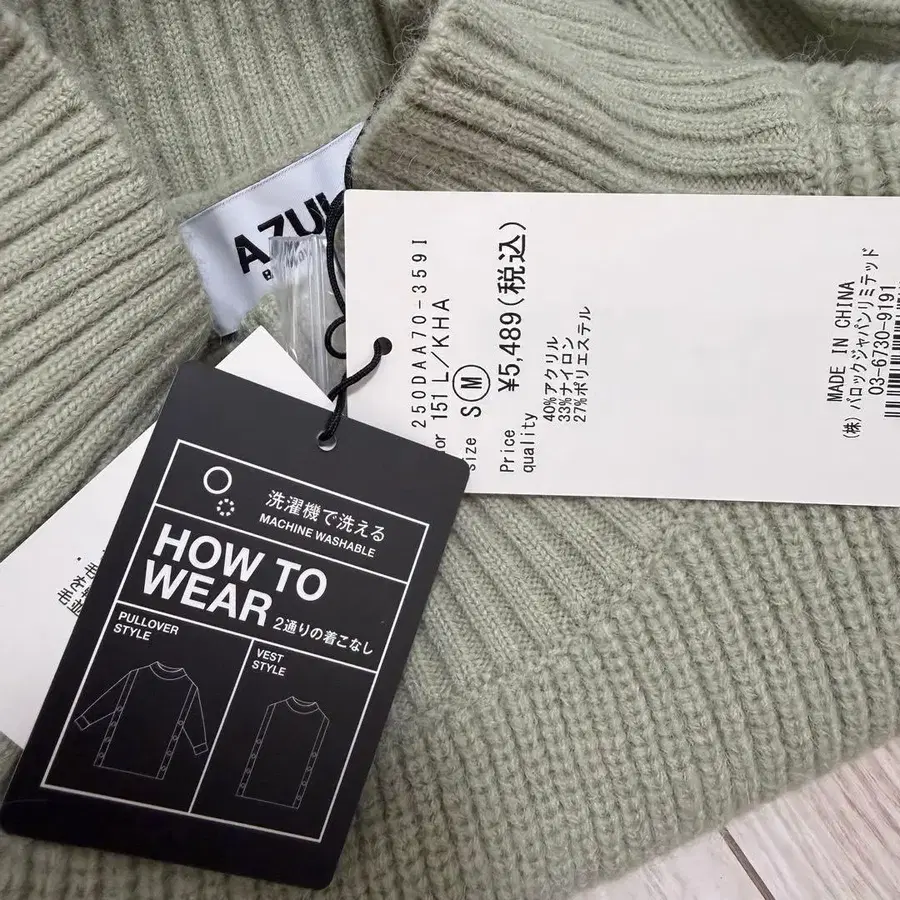 AZUL
250DAA70-3591
or 151 L/KHA
size S M
Price ¥5,489(税込)
quality 40%アクリル
33%ナイロン
27%ポリエステル
MADE IN CHINA
(株)バロックジャパンリミテッド
03-6730-9191
洗濯機で洗える
MACHINE WASHABLE
HOW TO
WEAR
2通りの着こなし
PULLOVER
STYLE
VEST
STYLE